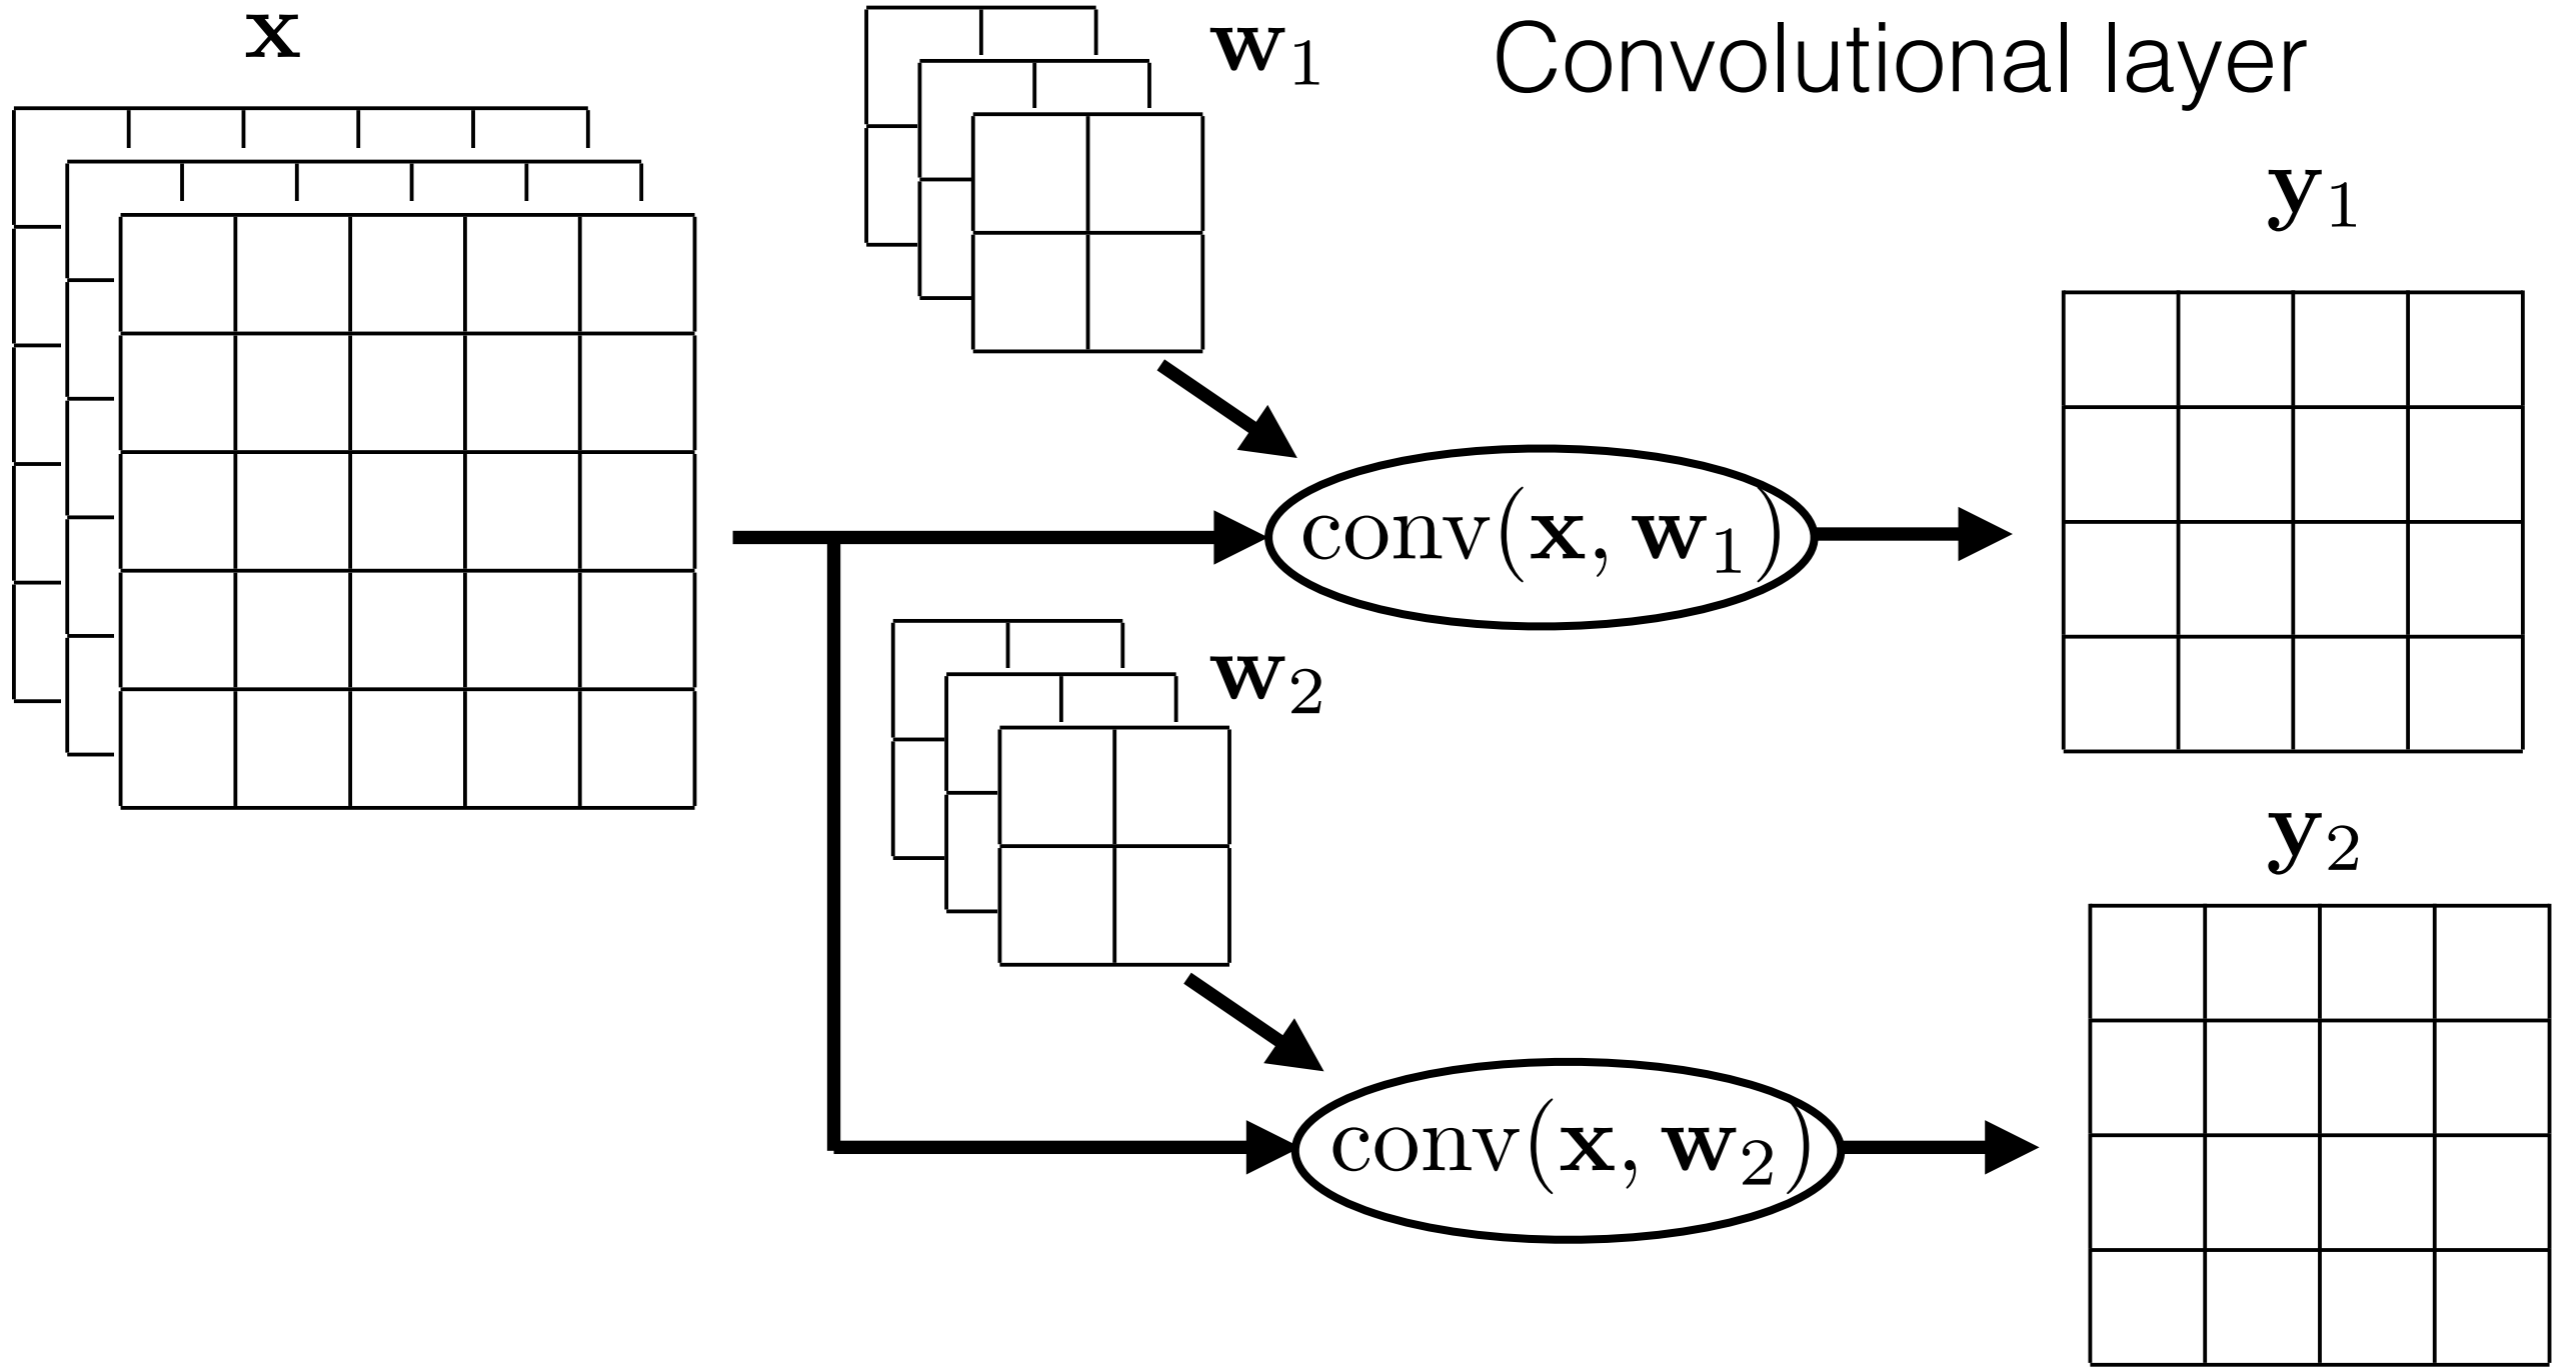 Convolutional layer
x
w₁
y₁
conv(x, w₁)
w₂
y₂
conv(x, w₂)